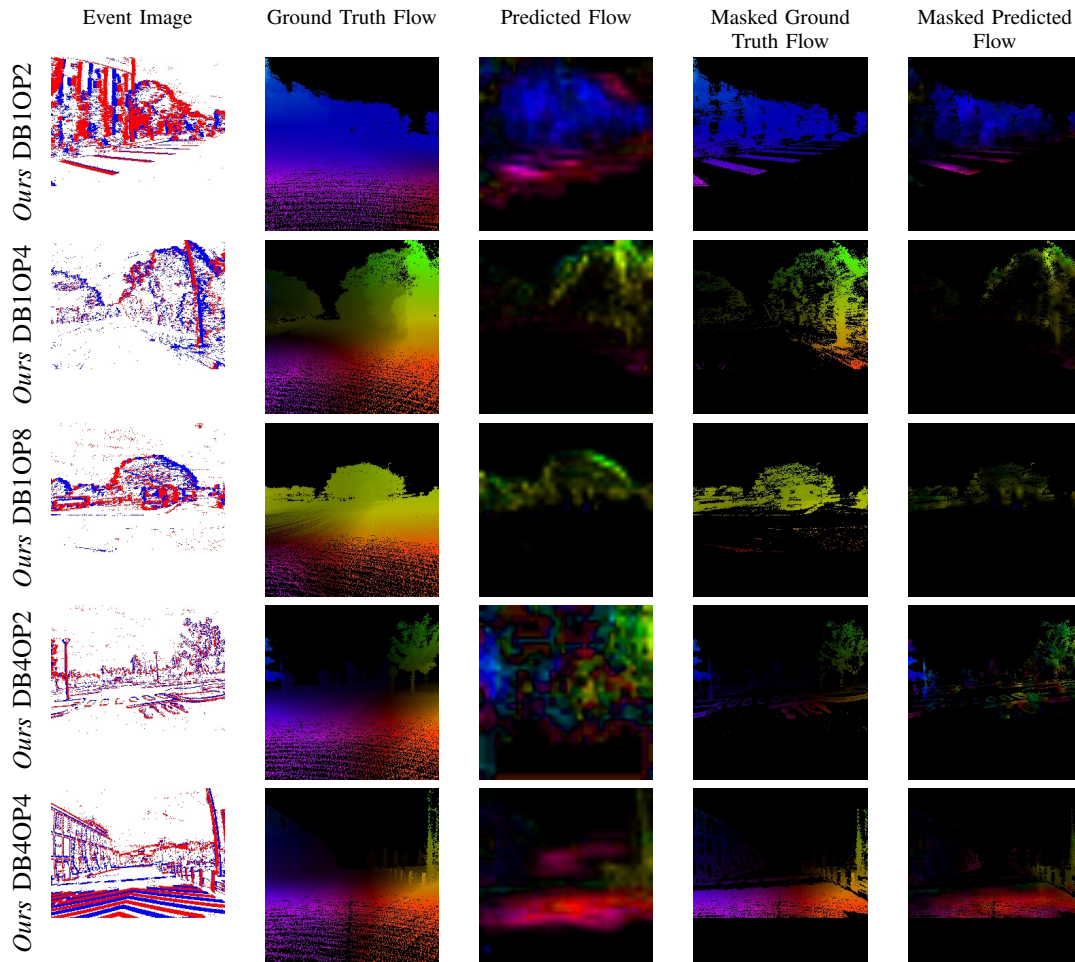 Event Image
Ground Truth Flow
Predicted Flow
Masked Ground
Truth Flow
Masked Predicted
Flow
Ours DB1OP2
Ours DB1OP4
Ours DB1OP8
Ours DB4OP2
Ours DB4OP4